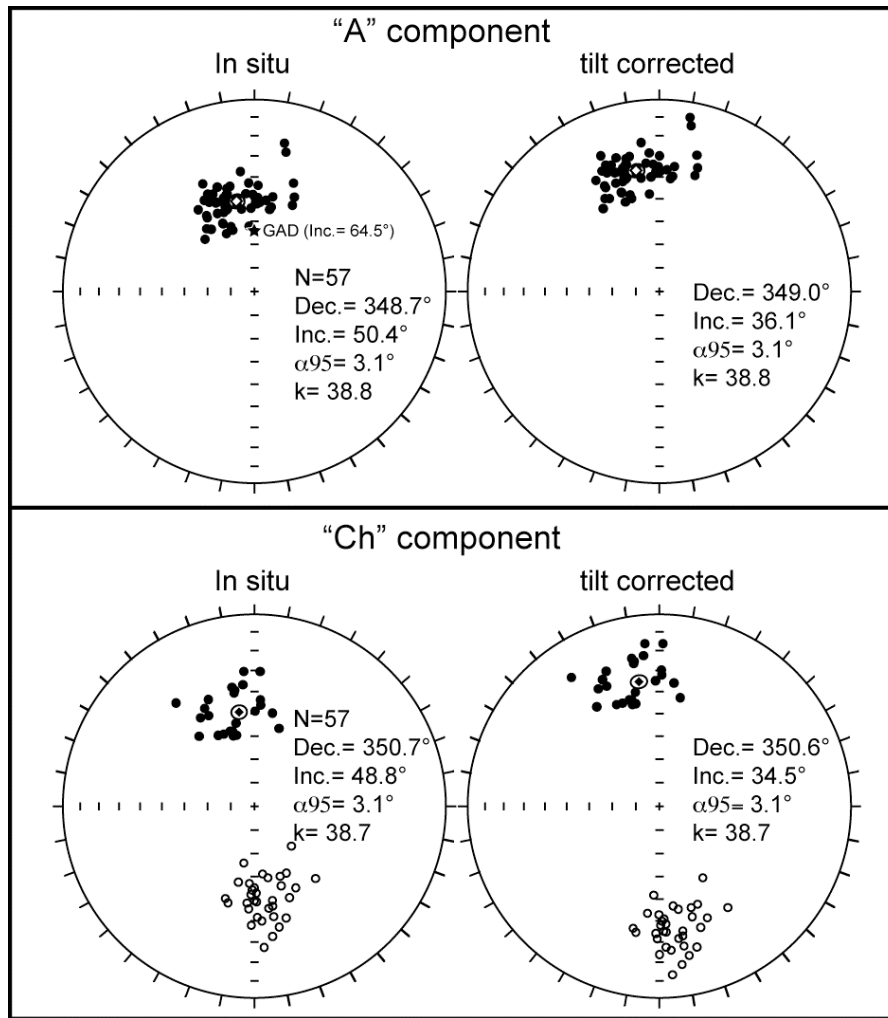 “A” component
In situ
tilt corrected
GAD (Inc.= 64.5°)
N=57
Dec.= 348.7°
Inc.= 50.4°
α95= 3.1°
k= 38.8
Dec.= 349.0°
Inc.= 36.1°
α95= 3.1°
k= 38.8
“Ch” component
In situ
tilt corrected
N=57
Dec.= 350.7°
Inc.= 48.8°
α95= 3.1°
k= 38.7
Dec.= 350.6°
Inc.= 34.5°
α95= 3.1°
k= 38.7